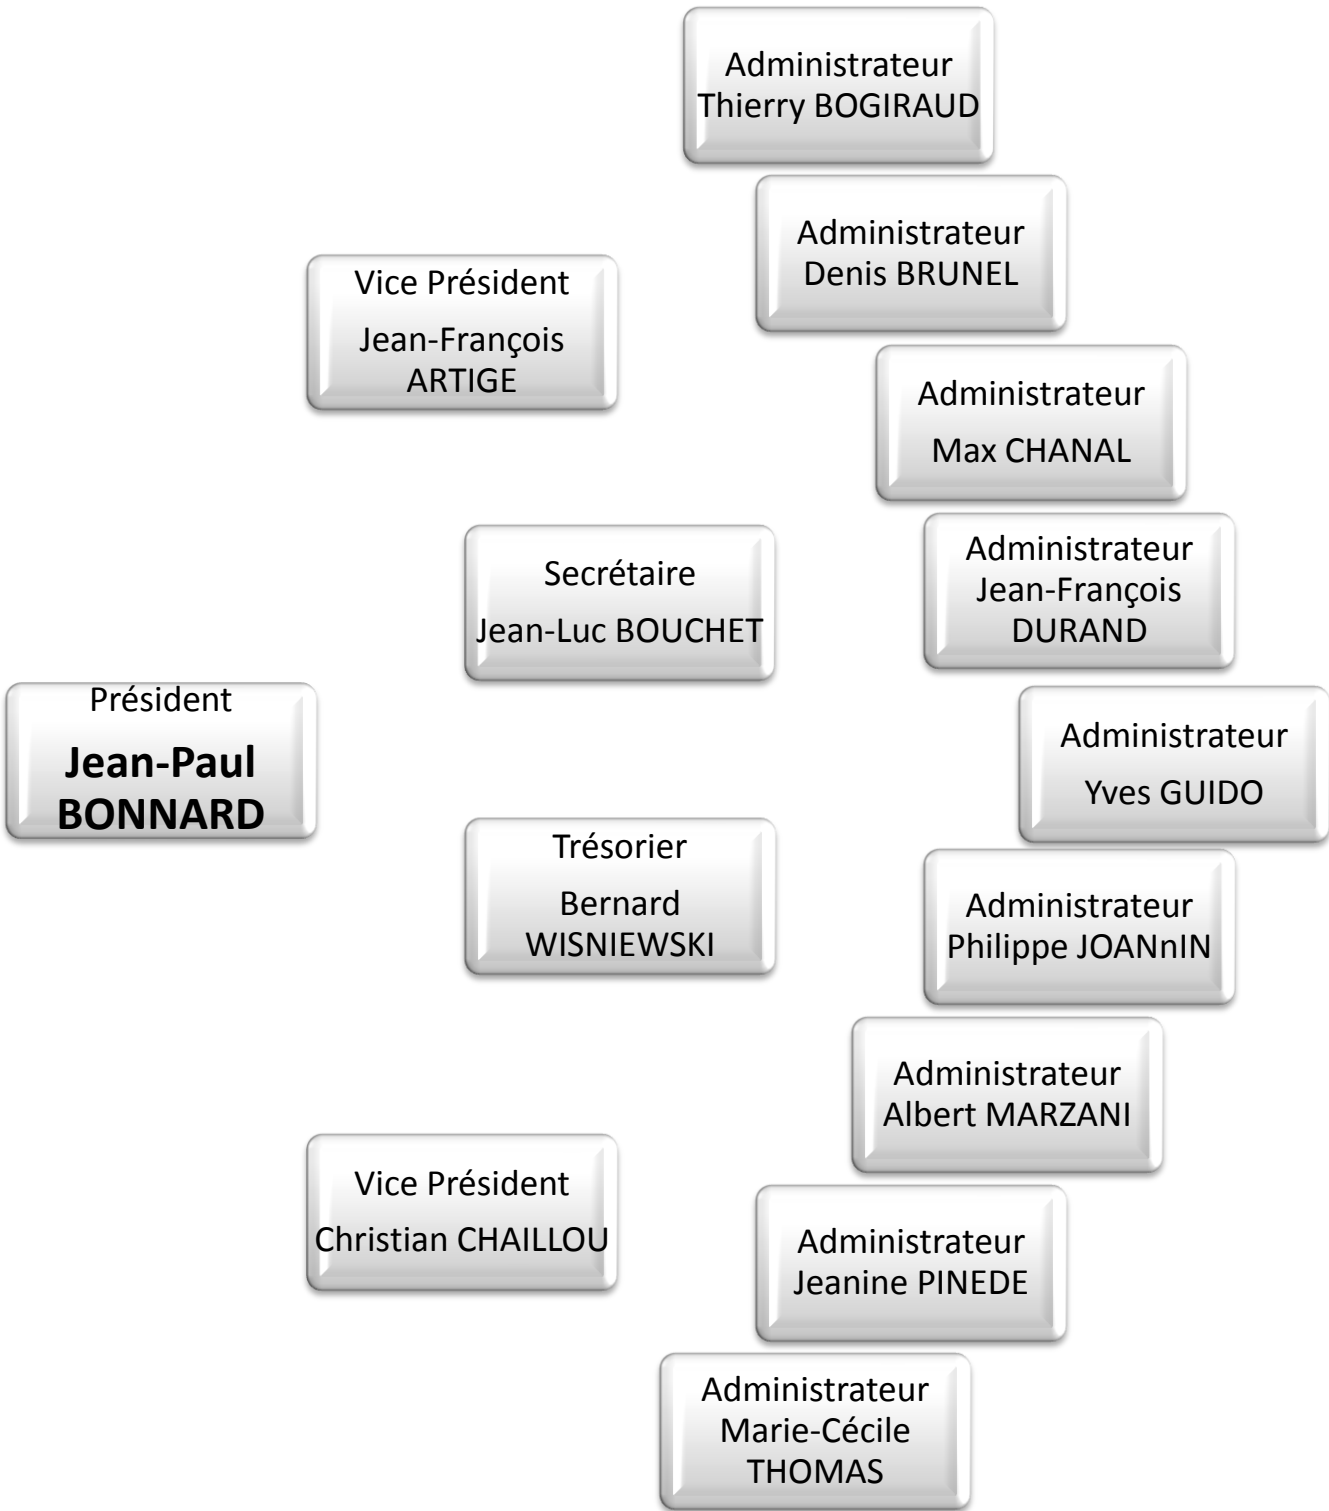 Administrateur
Thierry BOGIRAUD
Administrateur
Denis BRUNEL
Vice Président
Jean-François
ARTIGE
Administrateur
Max CHANAL
Secrétaire
Jean-Luc BOUCHET
Administrateur
Jean-François
DURAND
Président
Jean-Paul
BONNARD
Administrateur
Yves GUIDO
Trésorier
Bernard
WISNIEWSKI
Administrateur
Philippe JOANnIN
Administrateur
Albert MARZANI
Vice Président
Christian CHAILLOU
Administrateur
Jeanine PINEDE
Administrateur
Marie-Cécile
THOMAS